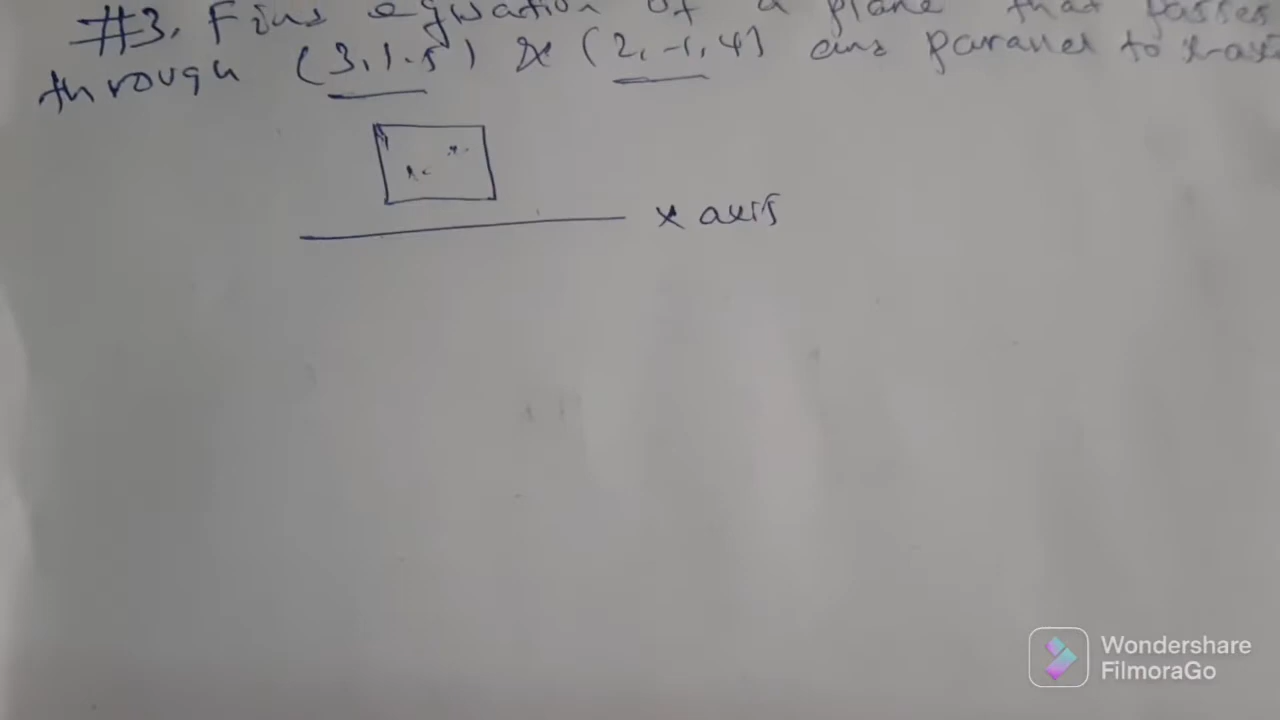 #3. Find equation of a plane that passes
through (3,1,5) & (2,-1,4) and parallel to x-axis
x axis
Wondershare
FilmoraGo